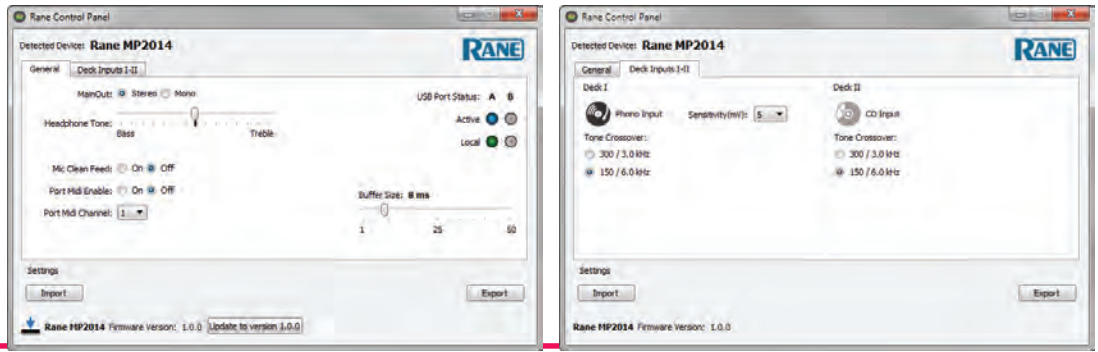 Rane Control Panel
Detected Device: Rane MP2014
RANE
General Deck Inputs I-II
MainOut: Stereo Mono
Headphone Tone:
Bass Treble
Mic Clean Feed: On Off
Port Midi Enable: On Off
Port Midi Channel: 1
USB Port Status: A B
Active
Local
Buffer Size: 8 ms
1 25 50
Settings
Import Export
Rane MP2014 Firmware Version: 1.0.0 Update to version 1.0.0
Rane Control Panel
Detected Device: Rane MP2014
RANE
General Deck Inputs I-II
Deck I Deck II
Phono Input Sensitivity(mV): 5 CD Input
Tone Crossover: Tone Crossover:
300 / 3.0 kHz 300 / 3.0 kHz
150 / 6.0 kHz 150 / 6.0 kHz
Settings
Import Export
Rane MP2014 Firmware Version: 1.0.0